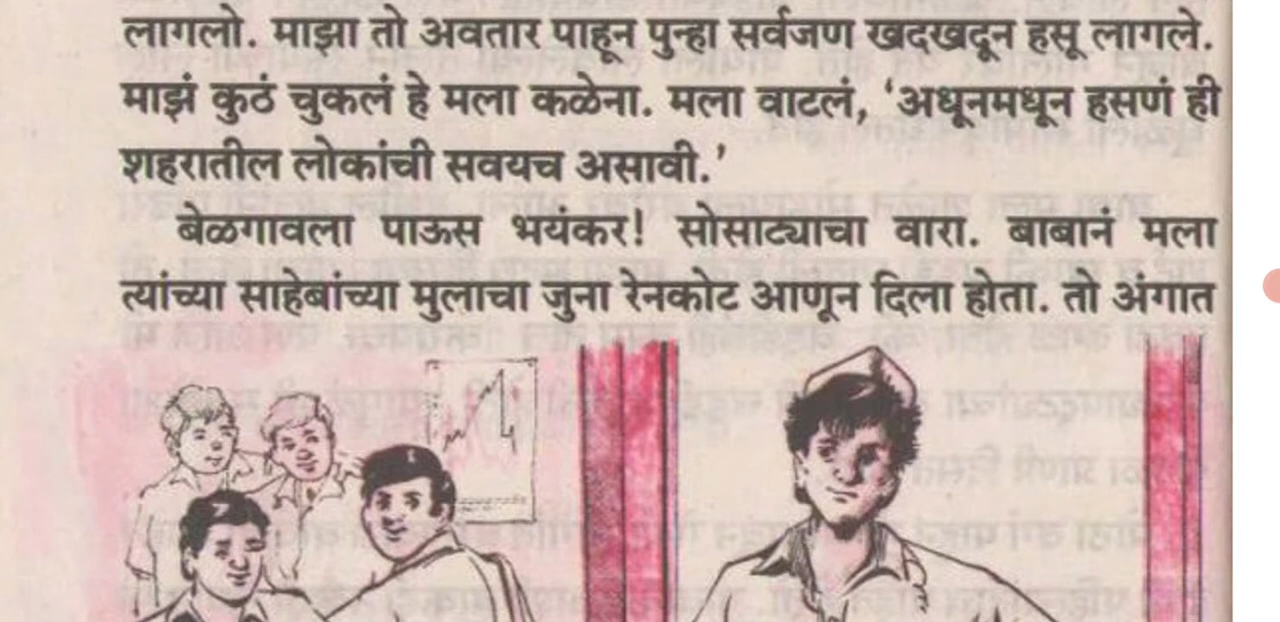 लागलो. माझा तो अवतार पाहून पुन्हा सर्वजण खदखदून हसू लागले.
माझं कुठं चुकलं हे मला कळेना. मला वाटलं, ‘अधूनमधून हसणं ही
शहरातील लोकांची सवयच असावी.’
बेळगावला पाऊस भयंकर! सोसाट्याचा वारा. बाबानं मला
त्यांच्या साहेबांच्या मुलाचा जुना रेनकोट आणून दिला होता. तो अंगात